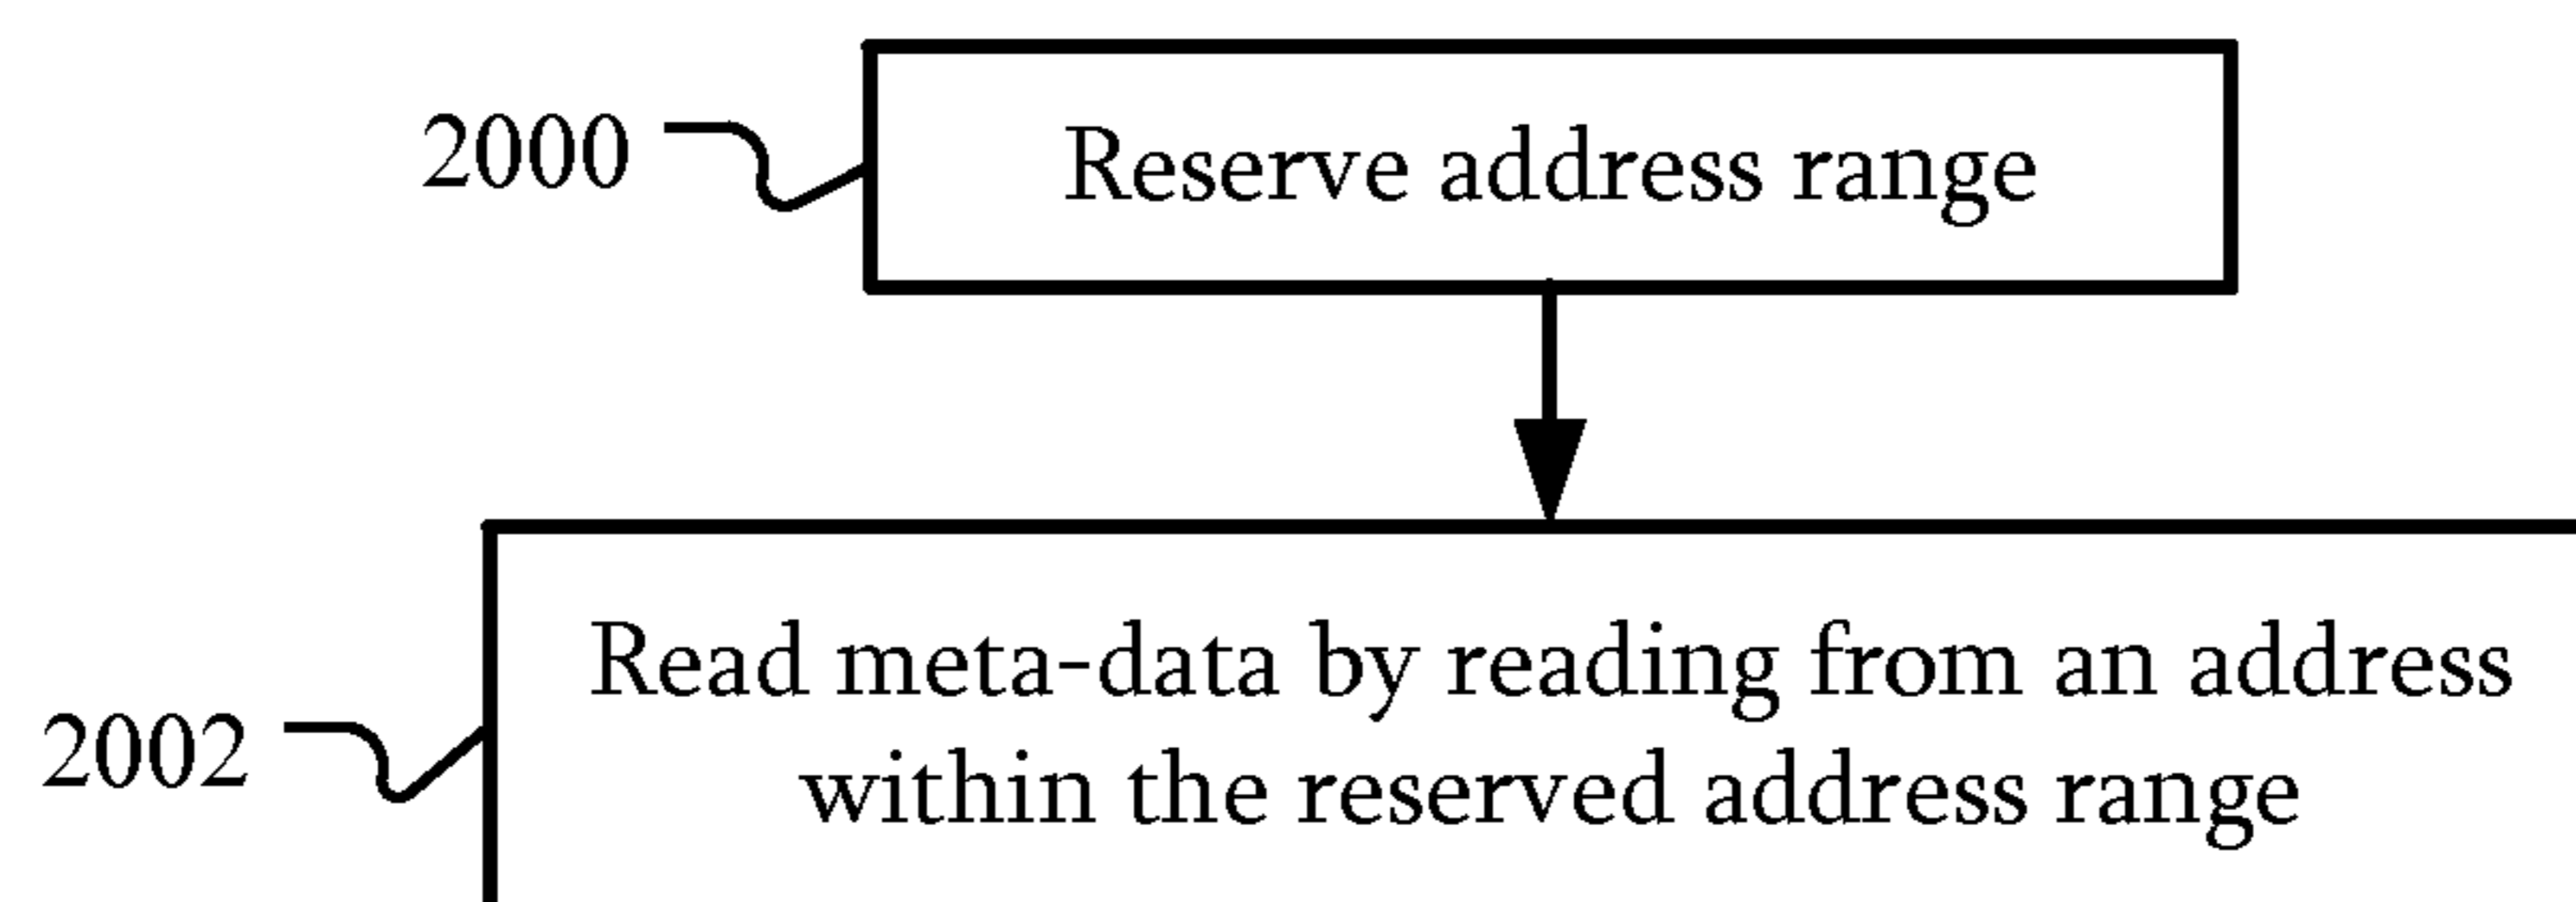 2000
Reserve address range
Read meta-data by reading from an address
2002
within the reserved address range